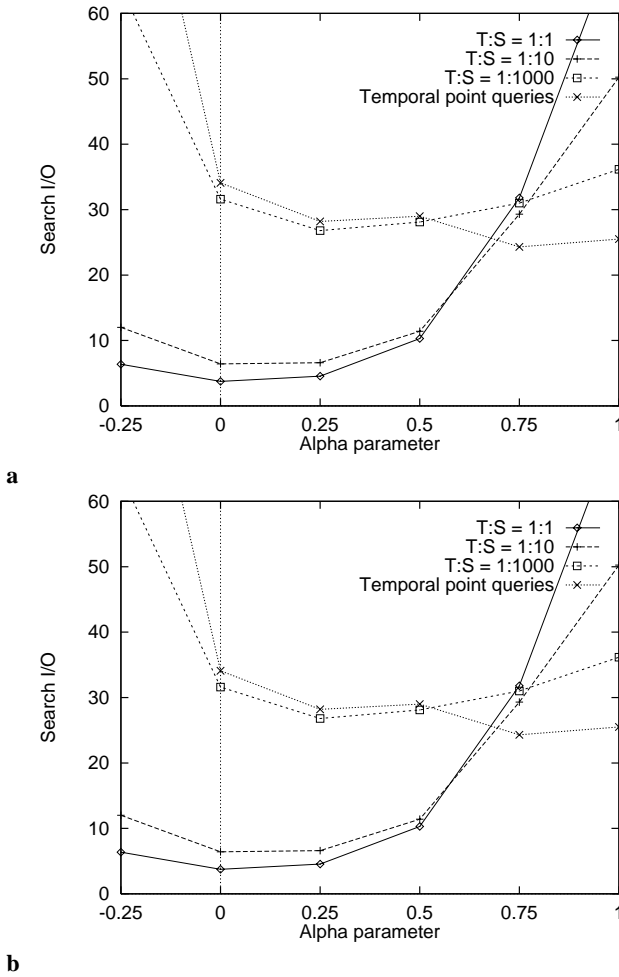 60
50
40
30
20
10
0
Search I/O
T:S = 1:1
T:S = 1:10
T:S = 1:1000
Temporal point queries
-0.25 0 0.25 0.5 0.75 1
Alpha parameter
a
60
50
40
30
20
10
0
Search I/O
T:S = 1:1
T:S = 1:10
T:S = 1:1000
Temporal point queries
-0.25 0 0.25 0.5 0.75 1
Alpha parameter
b